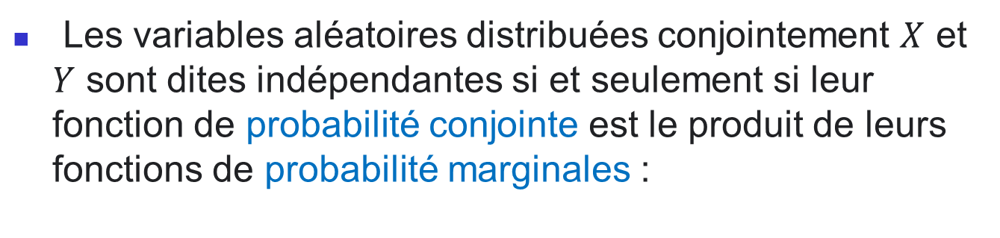 ▪ Les variables aléatoires distribuées conjointement X et
Y sont dites indépendantes si et seulement si leur
fonction de probabilité conjointe est le produit de leurs
fonctions de probabilité marginales :